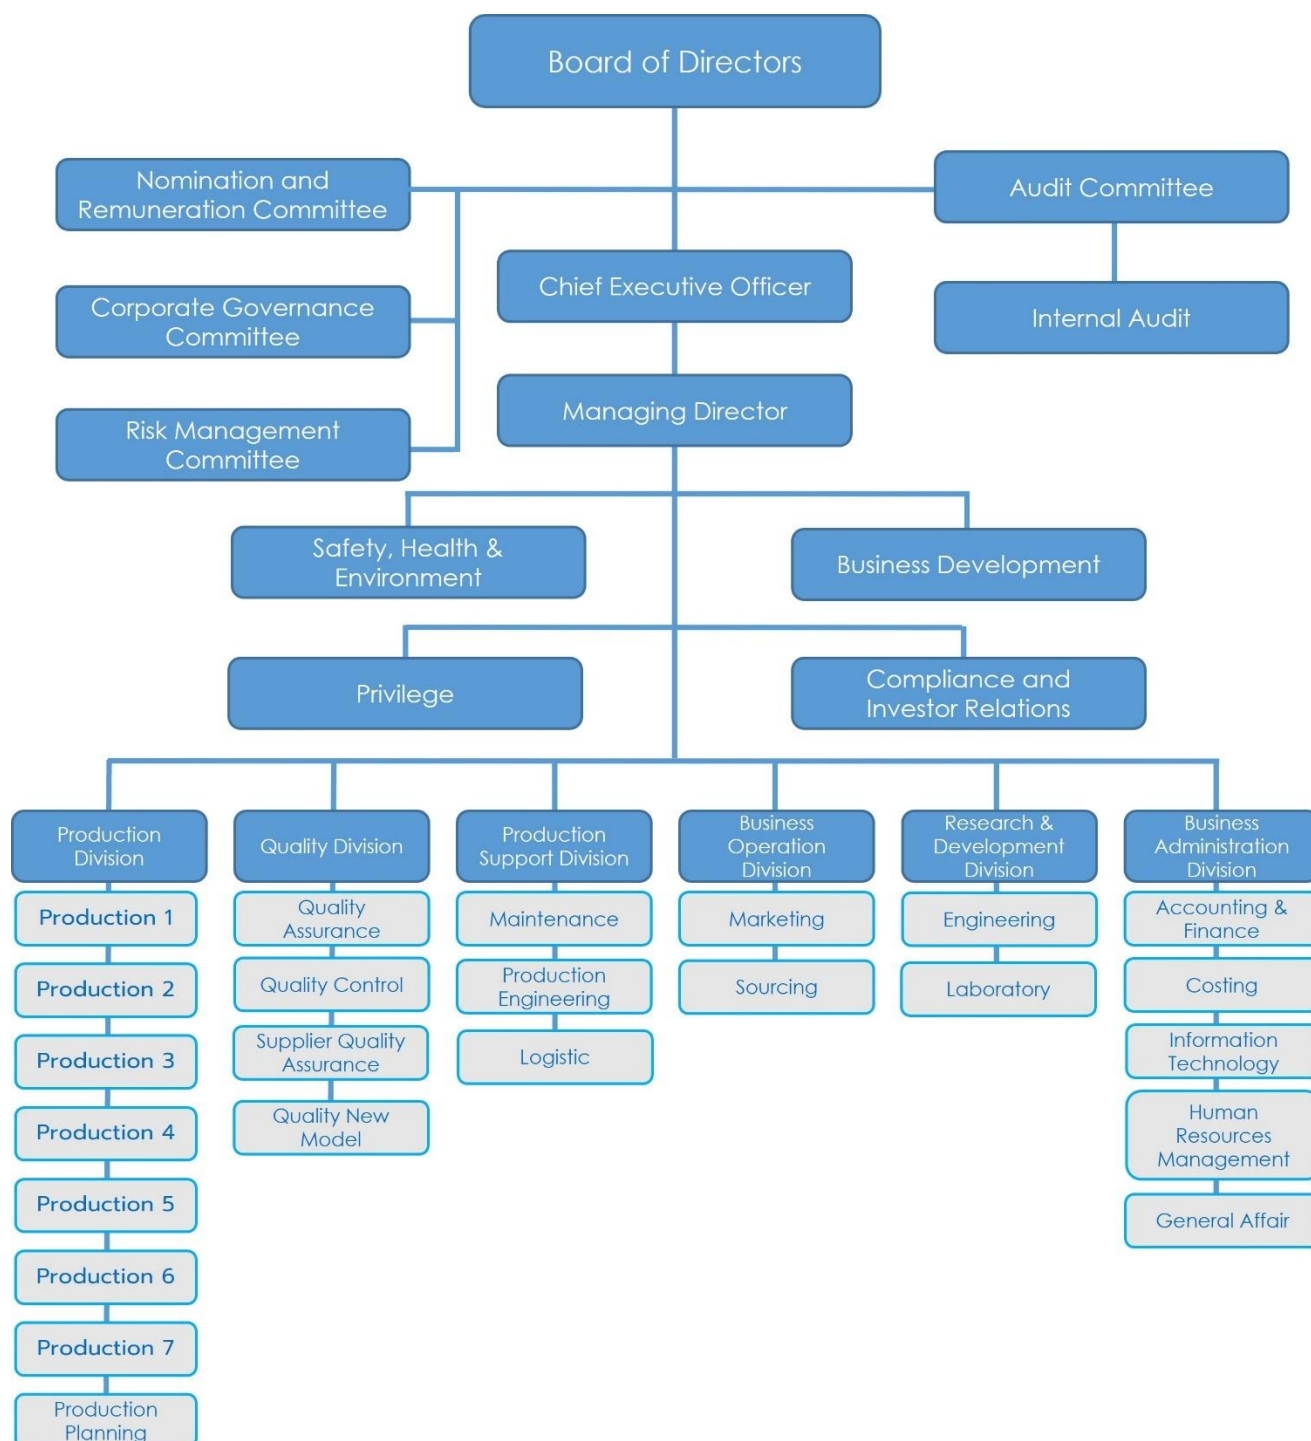 Board of Directors
Nomination and
Remuneration Committee
Audit Committee
Chief Executive Officer
Corporate Governance
Committee
Internal Audit
Managing Director
Risk Management
Committee
Safety, Health &
Environment
Business Development
Privilege
Compliance and
Investor Relations
Production
Division
Production 1
Production 2
Production 3
Production 4
Production 5
Production 6
Production 7
Production
Planning
Quality Division
Quality
Assurance
Quality Control
Supplier Quality
Assurance
Quality New
Model
Production
Support Division
Maintenance
Production
Engineering
Logistic
Business
Operation
Division
Marketing
Sourcing
Research &
Development
Division
Engineering
Laboratory
Business
Administration
Division
Accounting &
Finance
Costing
Information
Technology
Human
Resources
Management
General Affair